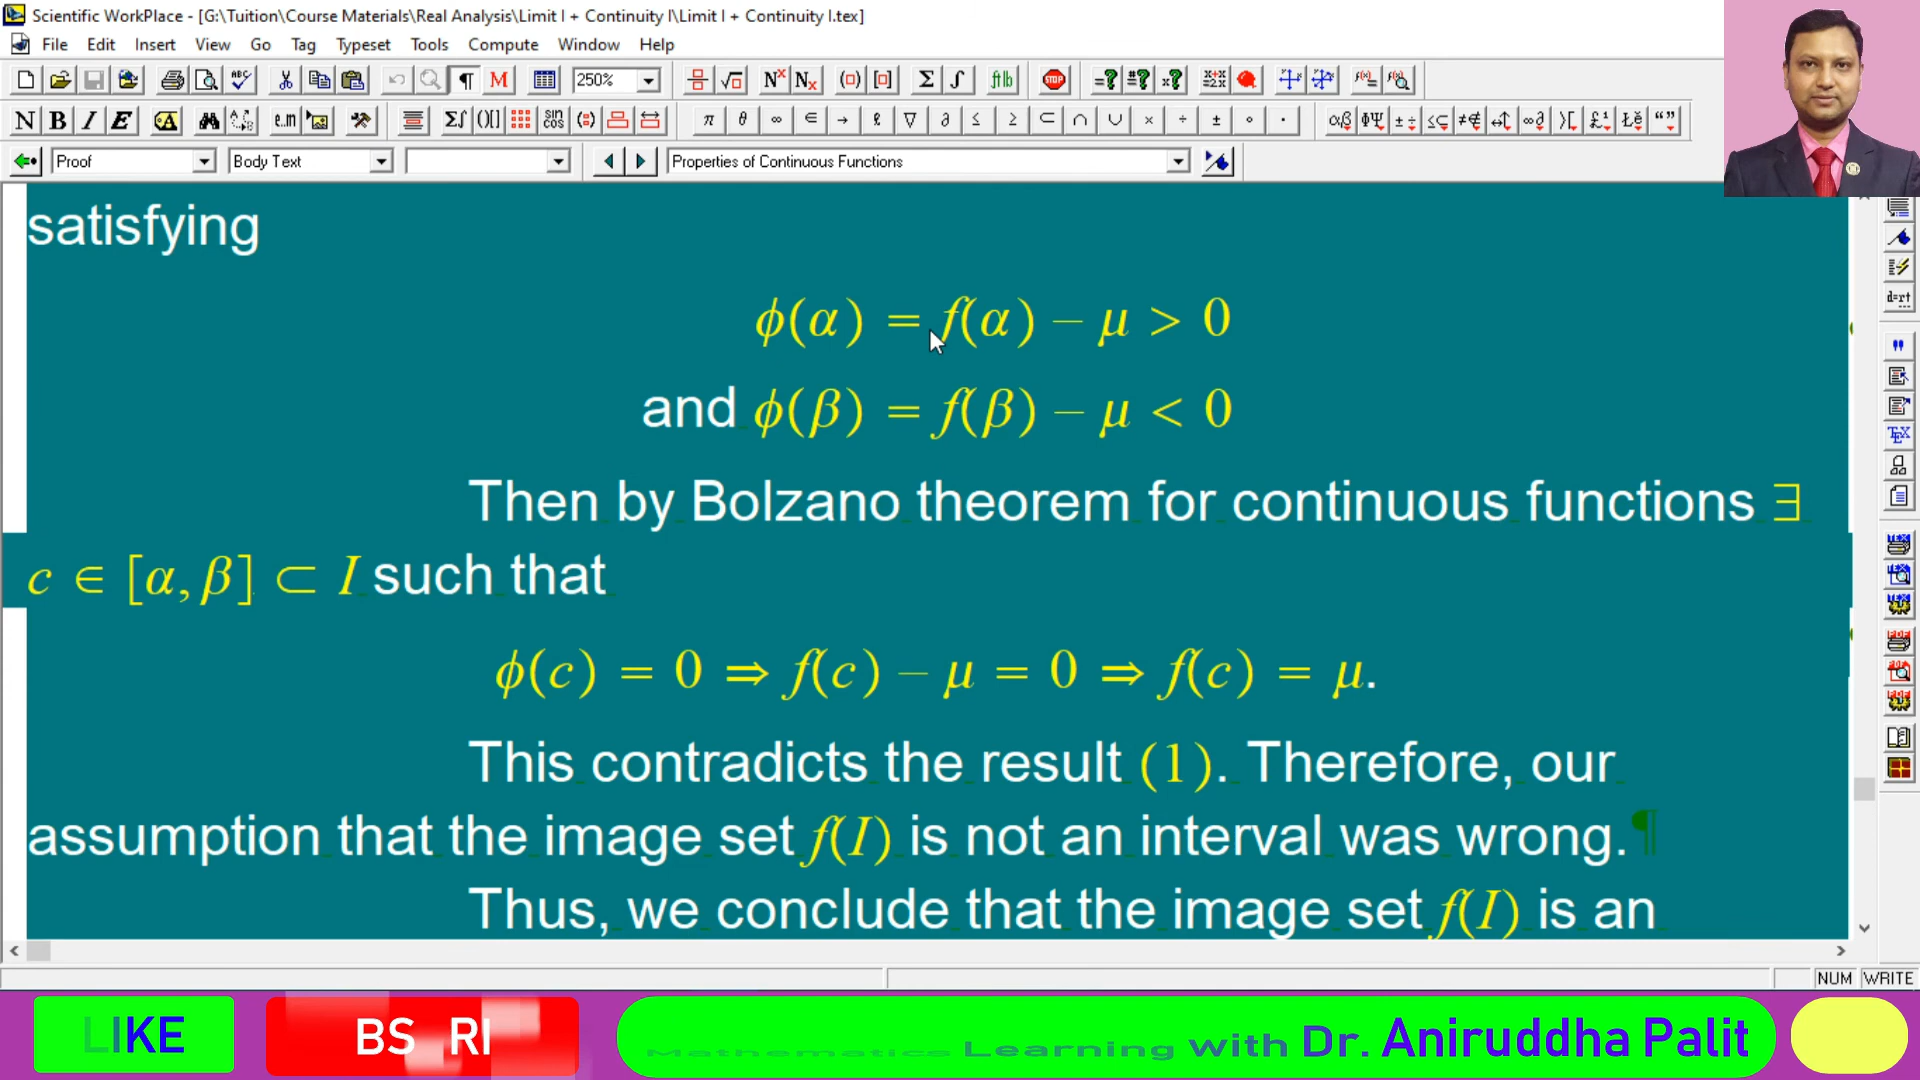 Scientific WorkPlace - [G:\Tuition\Course Materials\Real Analysis\Limit I + Continuity I\Limit I + Continuity I.tex]
File Edit Insert View Go Tag Typeset Tools Compute Window Help
250%
Proof Body Text Properties of Continuous Functions
satisfying
ϕ(α) = f(α) − μ > 0
and ϕ(β) = f(β) − μ < 0
Then by Bolzano theorem for continuous functions ∃
c ∈ [α, β] ⊂ I such that
ϕ(c) = 0 ⇒ f(c) − μ = 0 ⇒ f(c) = μ.
This contradicts the result (1). Therefore, our
assumption that the image set f(I) is not an interval was wrong.¶
Thus, we conclude that the image set f(I) is an
NUM WRITE
LIKE
BS RI
Mathematics Learning with Dr. Aniruddha Palit